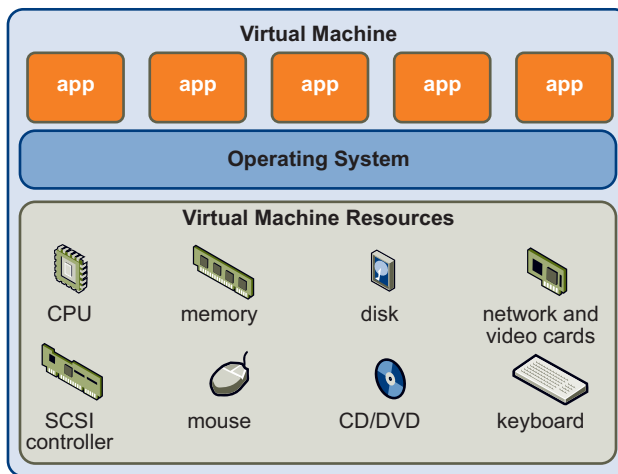 Virtual Machine
app app app app app
Operating System
Virtual Machine Resources
CPU memory disk network and
video cards
SCSI mouse CD/DVD keyboard
controller